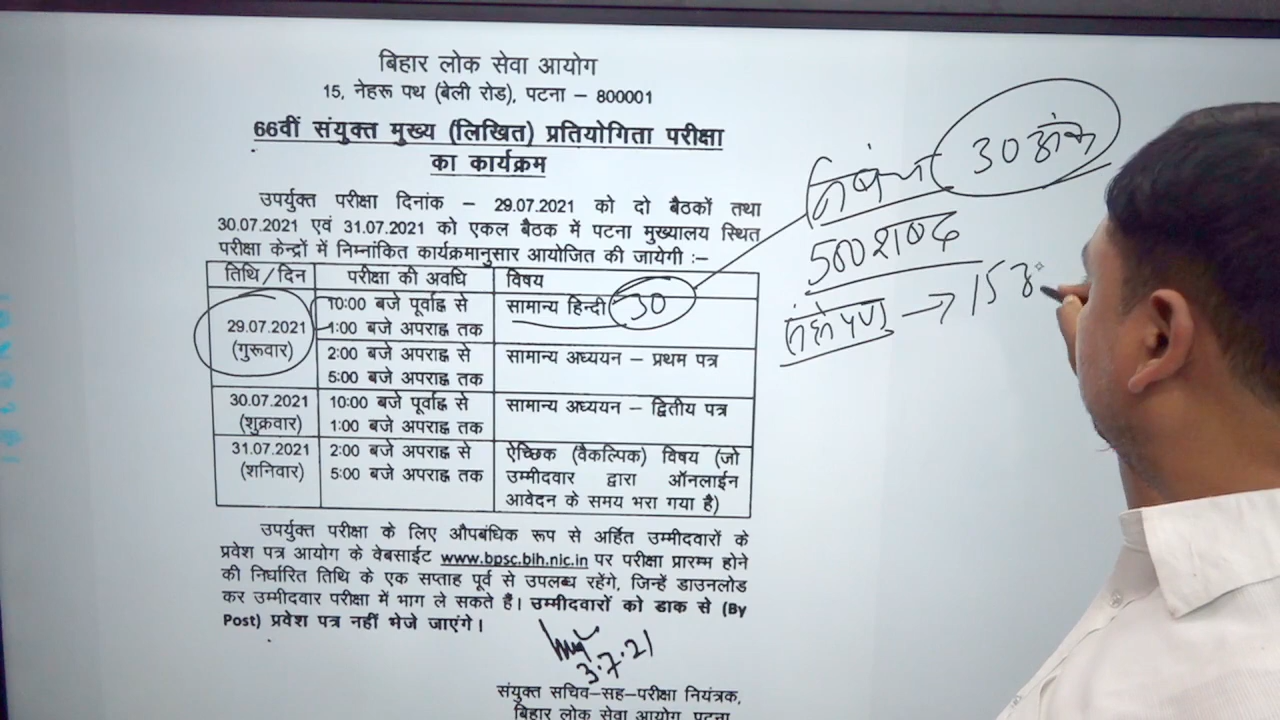 बिहार लोक सेवा आयोग
15, नेहरू पथ (बेली रोड), पटना – 800001
66वीं संयुक्त मुख्य (लिखित) प्रतियोगिता परीक्षा
का कार्यक्रम
उपर्युक्त परीक्षा दिनांक – 29.07.2021 को दो बैठकों तथा
30.07.2021 एवं 31.07.2021 को एकल बैठक में पटना मुख्यालय स्थित
परीक्षा केन्द्रों में निम्नांकित कार्यक्रमानुसार आयोजित की जायेगी :–
तिथि / दिन परीक्षा की अवधि विषय
29.07.2021 (गुरूवार)
10:00 बजे पूर्वाह्न से
1:00 बजे अपराह्न तक
सामान्य हिन्दी 30
2:00 बजे अपराह्न से
5:00 बजे अपराह्न तक
सामान्य अध्ययन – प्रथम पत्र
30.07.2021
(शुक्रवार)
10:00 बजे पूर्वाह्न से
1:00 बजे अपराह्न तक
सामान्य अध्ययन – द्वितीय पत्र
31.07.2021
(शनिवार)
2:00 बजे अपराह्न से
5:00 बजे अपराह्न तक
ऐच्छिक (वैकल्पिक) विषय (जो
उम्मीदवार द्वारा ऑनलाईन
आवेदन के समय भरा गया है)
उपर्युक्त परीक्षा के लिए औपबंधिक रूप से अर्हित उम्मीदवारों के
प्रवेश पत्र आयोग के वेबसाईट www.bpsc.bih.nic.in पर परीक्षा प्रारम्भ होने
की निर्धारित तिथि के एक सप्ताह पूर्व से उपलब्ध रहेंगे, जिन्हें डाउनलोड
कर उम्मीदवार परीक्षा में भाग ले सकते हैं। उम्मीदवारों को डाक से (By
Post) प्रवेश पत्र नहीं भेजे जाएंगे।
3.7.21
संयुक्त सचिव–सह–परीक्षा नियंत्रक,
बिहार लोक सेवा आयोग, पटना
निबंध 30 अंक
500 शब्द
→ 15